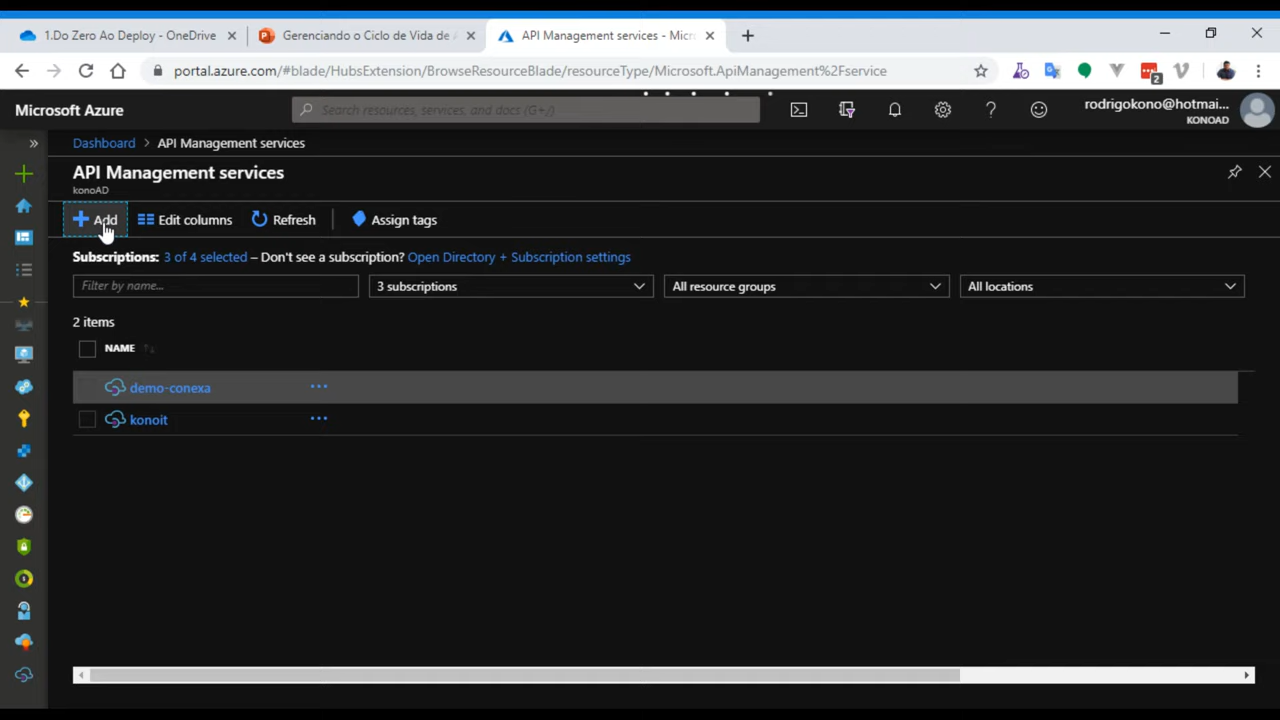 1.Do Zero Ao Deploy - OneDrive
Gerenciando o Ciclo de Vida de
API Management services - Micr
portal.azure.com/#blade/HubsExtension/BrowseResourceBlade/resourceType/Microsoft.ApiManagement%2Fservice
2
Microsoft Azure
Search resources, services, and docs (G+/)
rodrigokono@hotmai...
KONOAD
Dashboard > API Management services
API Management services
konoAD
Add
Edit columns
Refresh
Assign tags
Subscriptions: 3 of 4 selected – Don't see a subscription? Open Directory + Subscription settings
Filter by name...
3 subscriptions
All resource groups
All locations
2 items
NAME
demo-conexa
konoit